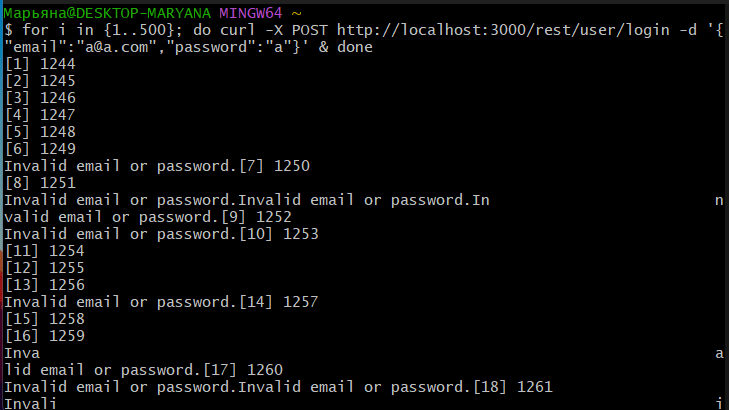 Марьяна@DESKTOP-MARYANA MINGW64 ~
$ for i in {1..500}; do curl -X POST http://localhost:3000/rest/user/login -d '{
"email":"a@a.com","password":"a"}' & done
[1] 1244
[2] 1245
[3] 1246
[4] 1247
[5] 1248
[6] 1249
Invalid email or password.[7] 1250
[8] 1251
Invalid email or password.Invalid email or password.In n
valid email or password.[9] 1252
Invalid email or password.[10] 1253
[11] 1254
[12] 1255
[13] 1256
Invalid email or password.[14] 1257
[15] 1258
[16] 1259
Inva a
lid email or password.[17] 1260
Invalid email or password.Invalid email or password.[18] 1261
Invali i